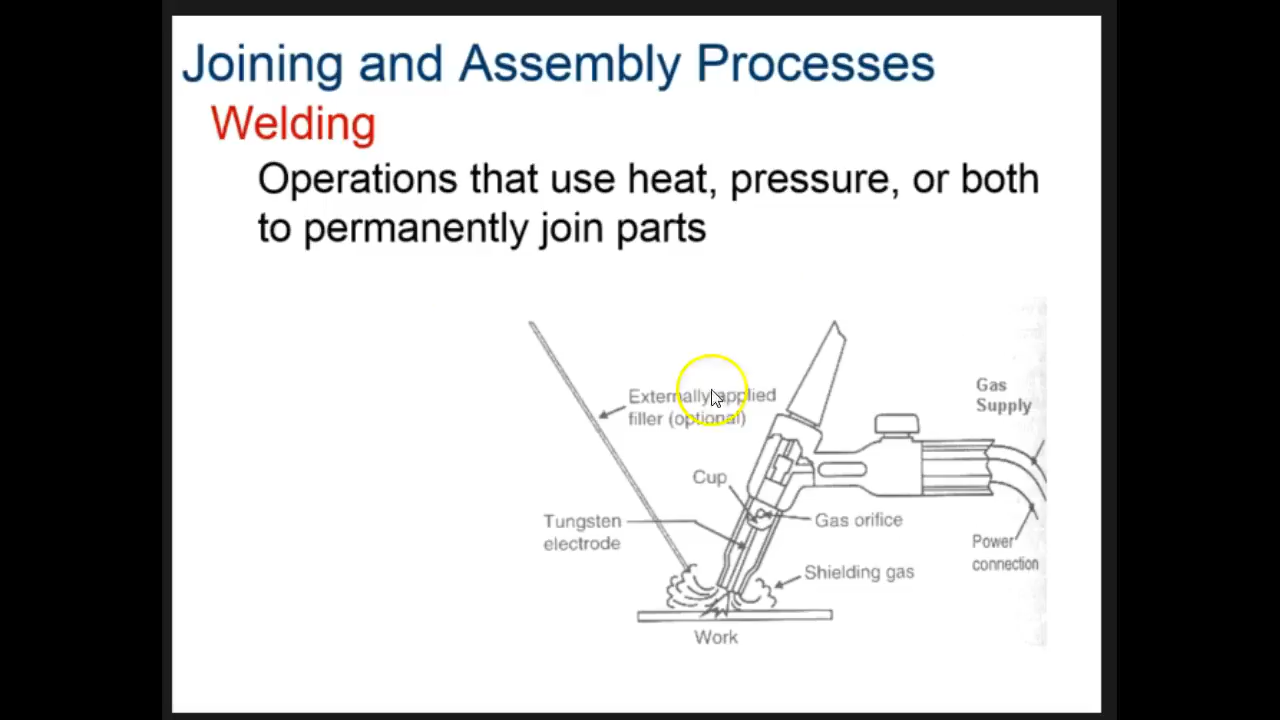 Joining and Assembly Processes
Welding
Operations that use heat, pressure, or both
to permanently join parts
Externally applied
filler (optional)
Gas
Supply
Cup
Tungsten
electrode
Gas orifice
Power
connection
Shielding gas
Work